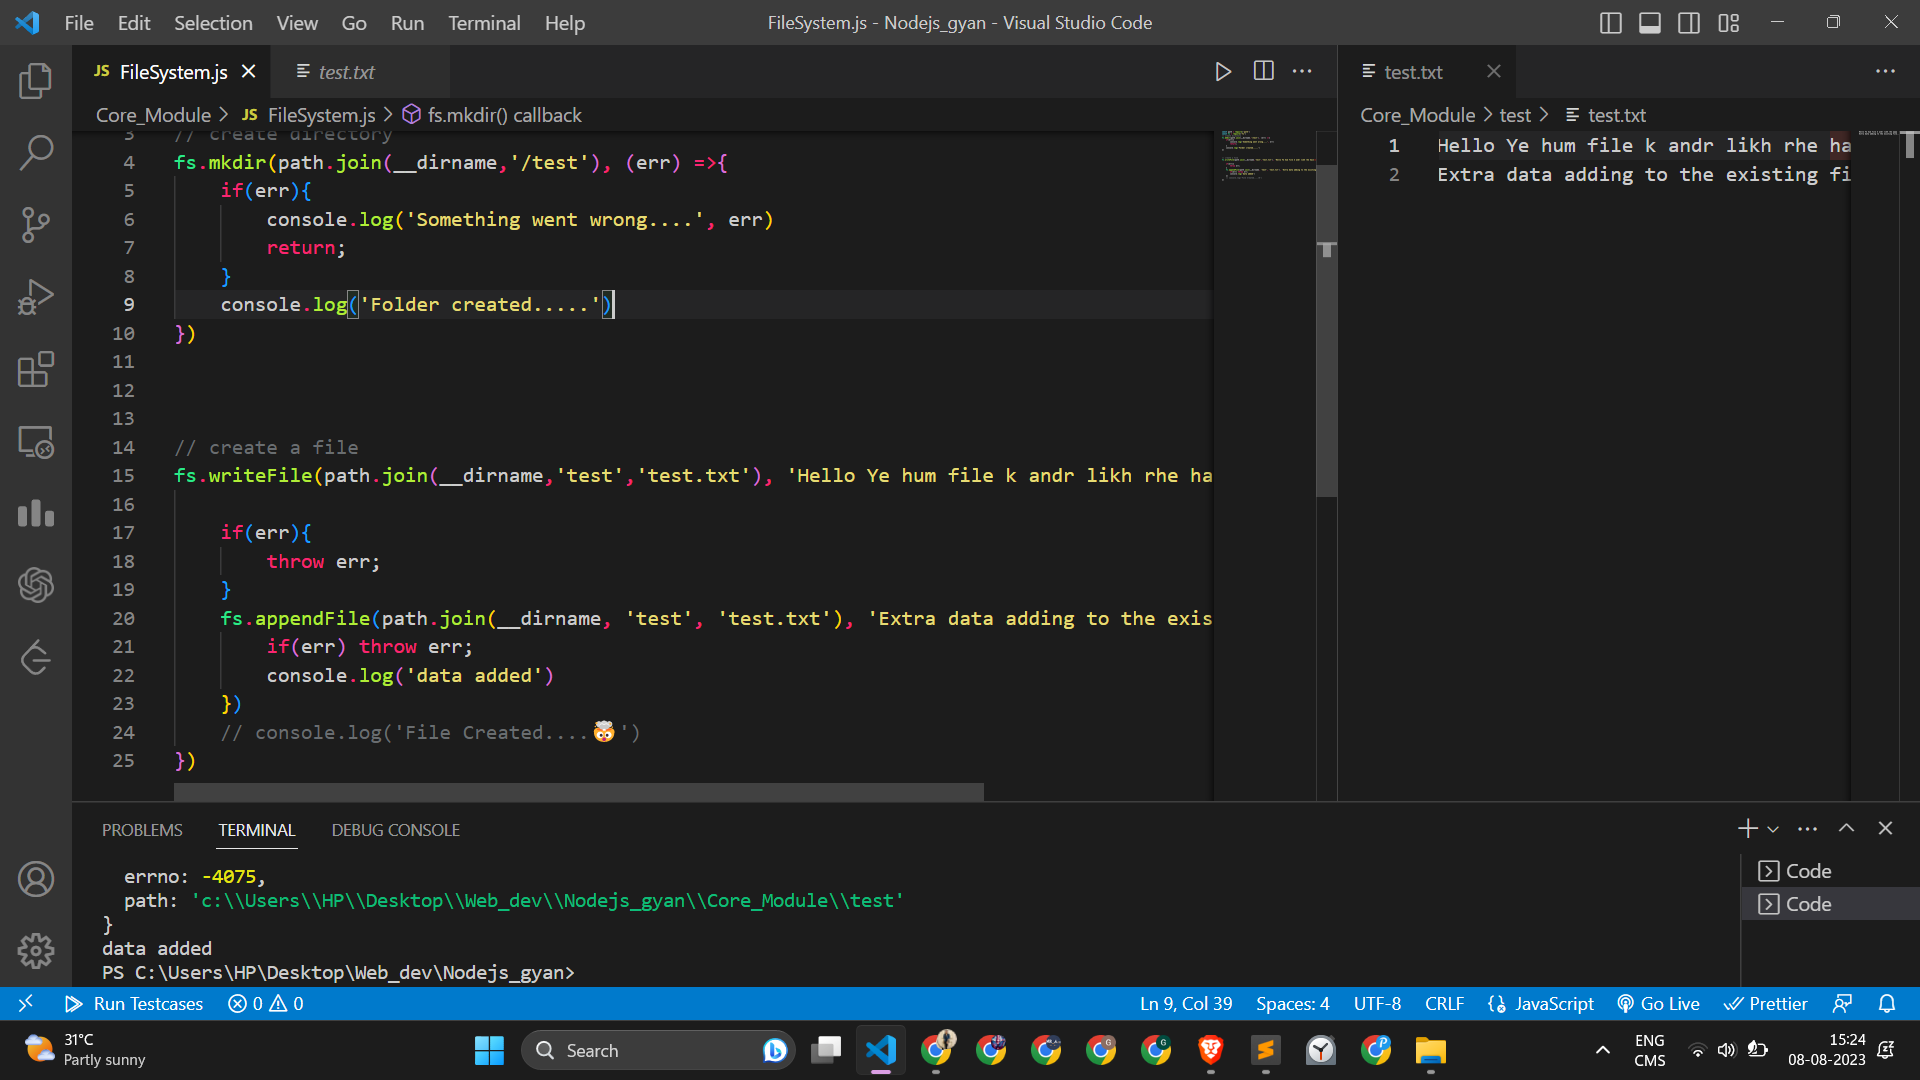 File Edit Selection View Go Run Terminal Help
FileSystem.js - Nodejs_gyan - Visual Studio Code
JS FileSystem.js
test.txt
test.txt
Core_Module > JS FileSystem.js > fs.mkdir() callback
Core_Module > test > test.txt
3 // create directory
4 fs.mkdir(path.join(__dirname,'/test'), (err) =>{
5 if(err){
6 console.log('Something went wrong....', err)
7 return;
8 }
9 console.log('Folder created.....')
10 })
11
12
13
14 // create a file
15 fs.writeFile(path.join(__dirname,'test','test.txt'), 'Hello Ye hum file k andr likh rhe ha
16
17 if(err){
18 throw err;
19 }
20 fs.appendFile(path.join(__dirname, 'test', 'test.txt'), 'Extra data adding to the exis
21 if(err) throw err;
22 console.log('data added')
23 })
24 // console.log('File Created....🤯')
25 })
1 Hello Ye hum file k andr likh rhe ha
2 Extra data adding to the existing fi
PROBLEMS TERMINAL DEBUG CONSOLE
errno: -4075,
path: 'c:\\Users\\HP\\Desktop\\Web_dev\\Nodejs_gyan\\Core_Module\\test'
}
data added
PS C:\Users\HP\Desktop\Web_dev\Nodejs_gyan>
Code
Code
Run Testcases 0 0
Ln 9, Col 39 Spaces: 4 UTF-8 CRLF JavaScript Go Live Prettier
31°C
Partly sunny
Search
ENG
CMS
15:24
08-08-2023